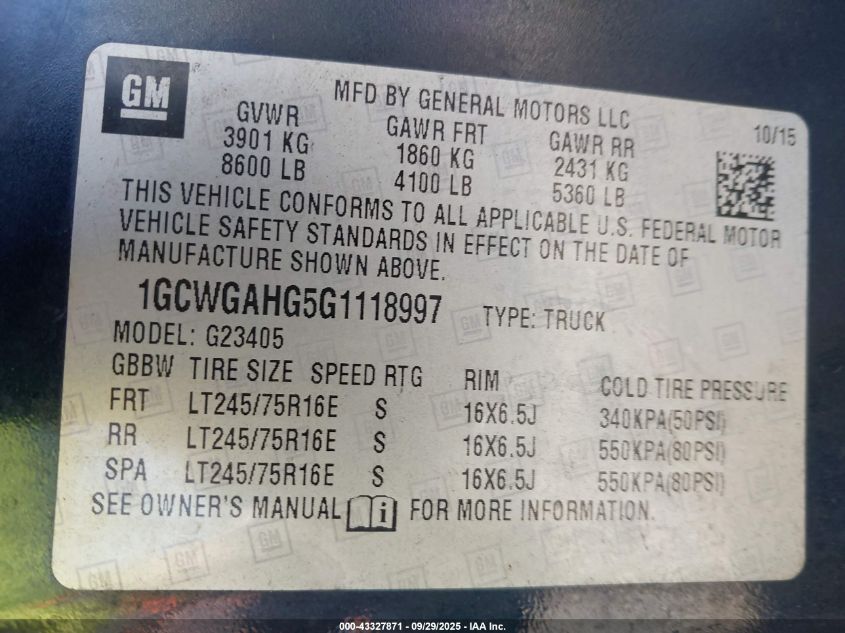 GM
MFD BY GENERAL MOTORS LLC
10/15
GVWR GAWR FRT GAWR RR
3901 KG 1860 KG 2431 KG
8600 LB 4100 LB 5360 LB
THIS VEHICLE CONFORMS TO ALL APPLICABLE U.S. FEDERAL MOTOR
VEHICLE SAFETY STANDARDS IN EFFECT ON THE DATE OF
MANUFACTURE SHOWN ABOVE.
1GCWGAHG5G1118997 TYPE: TRUCK
MODEL: G23405
GBBW TIRE SIZE SPEED RTG RIM COLD TIRE PRESSURE
FRT LT245/75R16E S 16X6.5J 340KPA(50PSI)
RR LT245/75R16E S 16X6.5J 550KPA(80PSI)
SPA LT245/75R16E S 16X6.5J 550KPA(80PSI)
SEE OWNER'S MANUAL i FOR MORE INFORMATION.
000-43327871 - 09/29/2025 - IAA Inc.